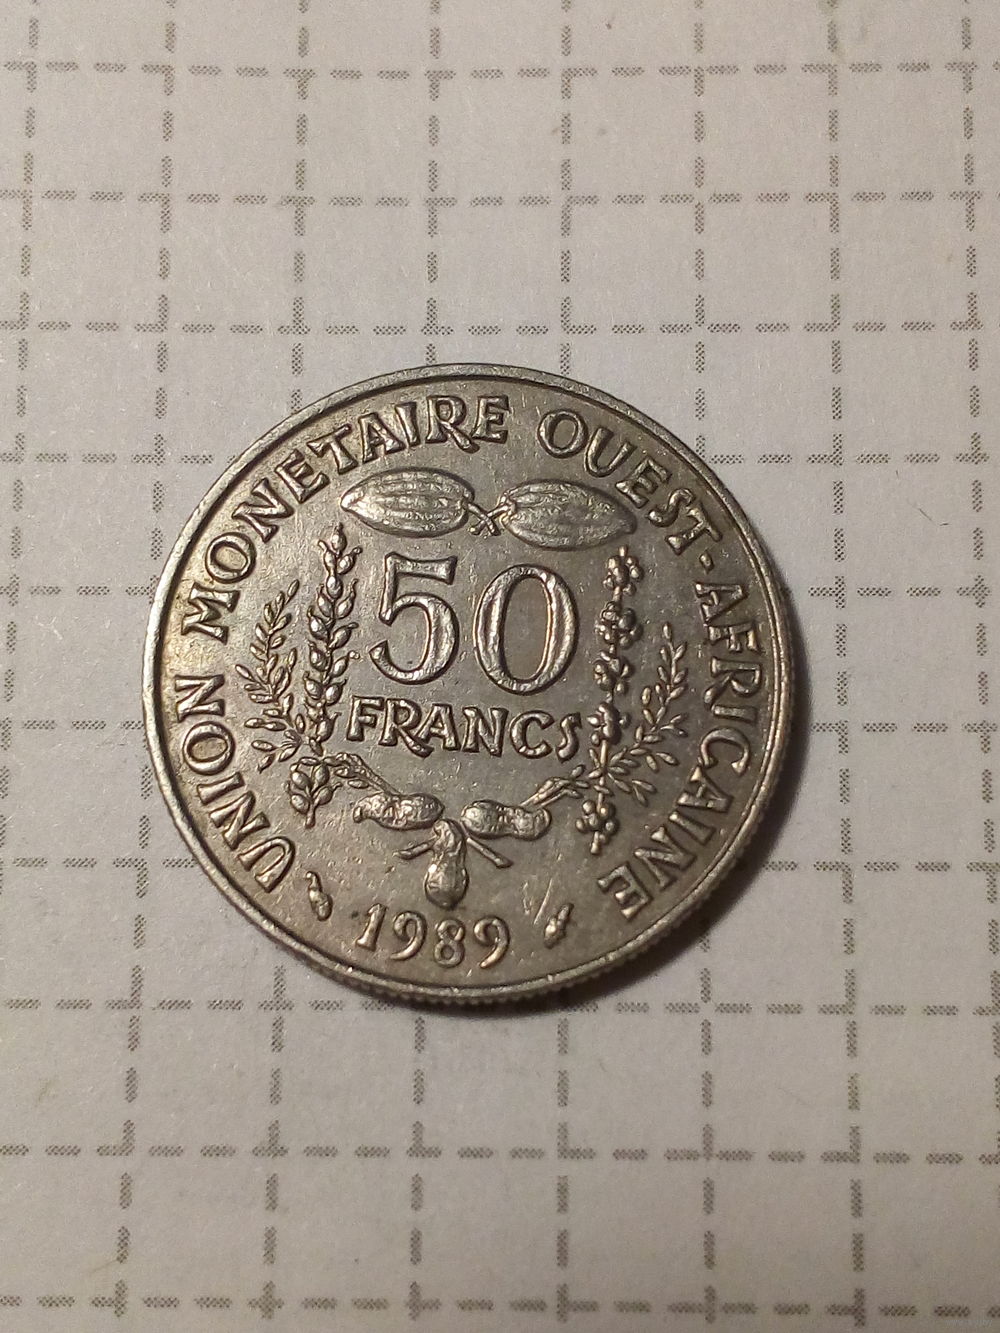 UNION MONETAIRE OUEST-AFRICAINE
50
FRANCS
1989